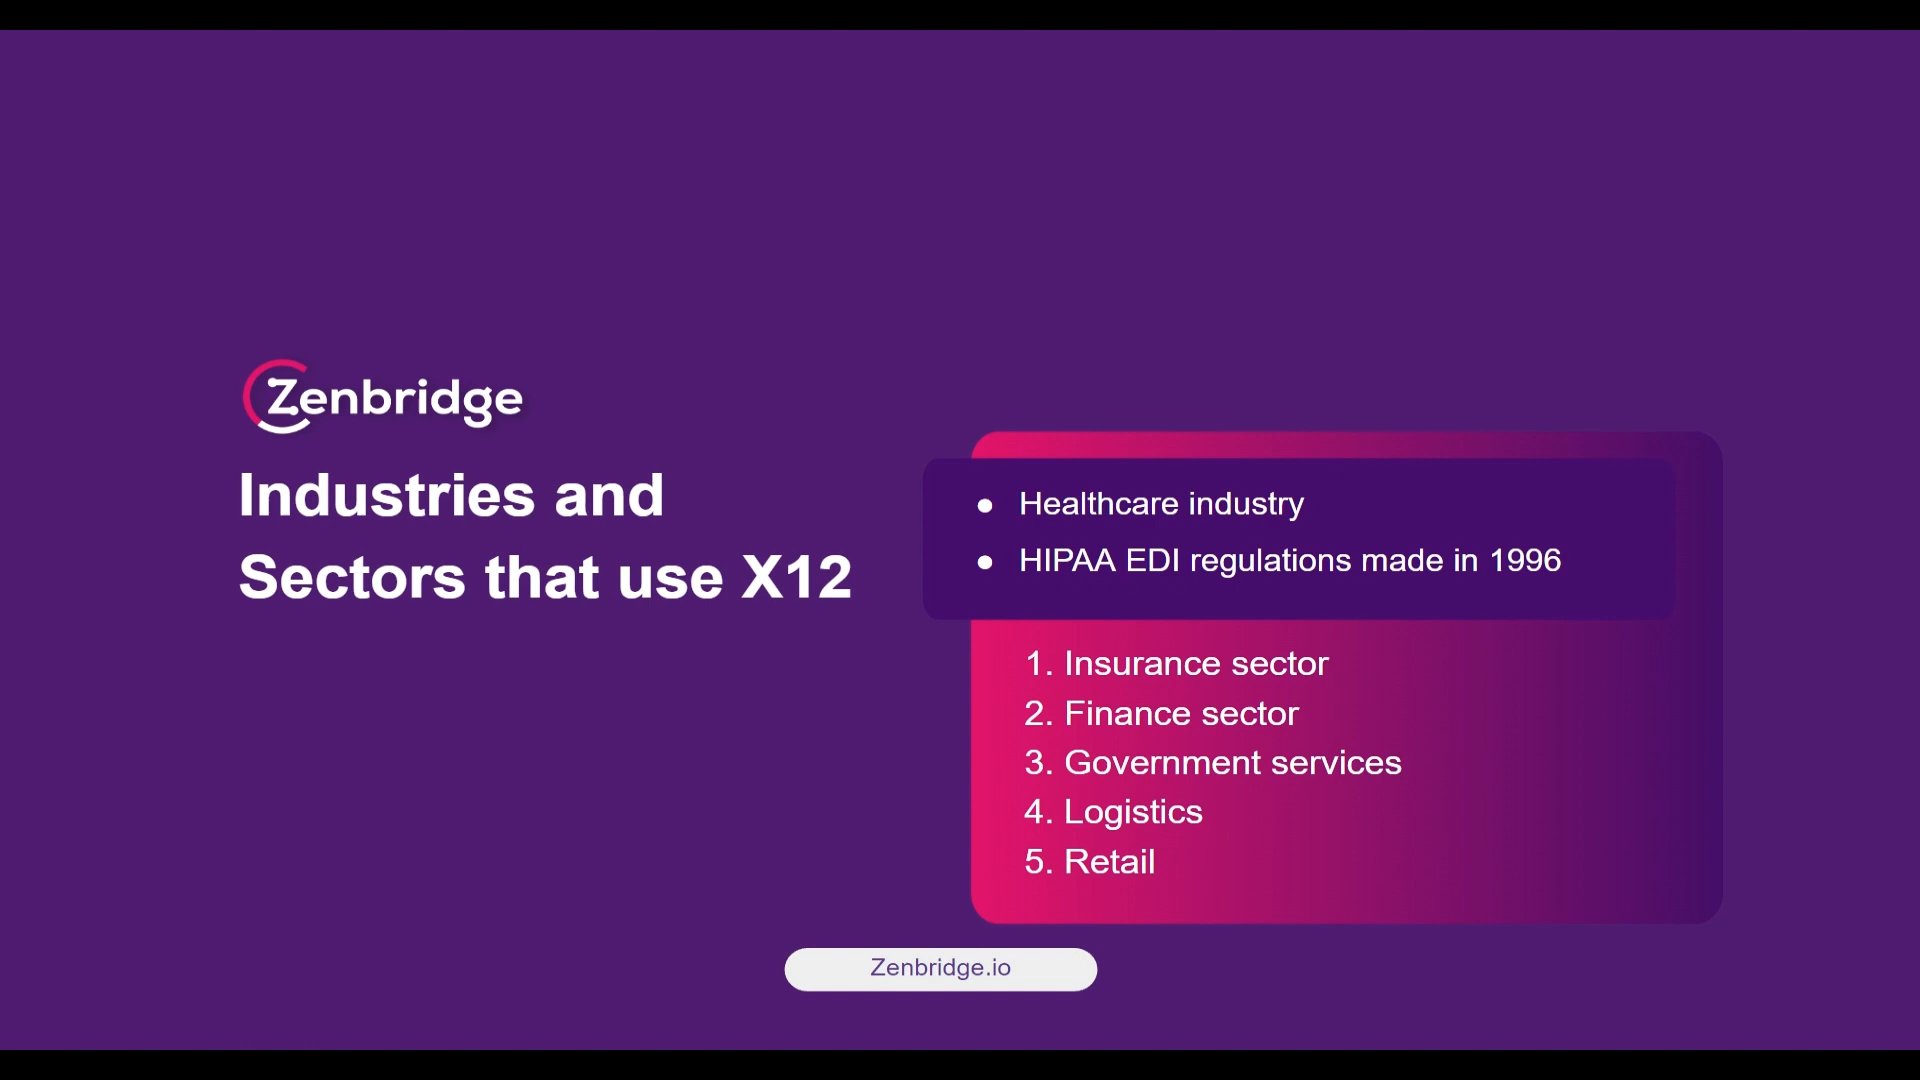 Zenbridge
Industries and
Sectors that use X12
● Healthcare industry
● HIPAA EDI regulations made in 1996
1. Insurance sector
2. Finance sector
3. Government services
4. Logistics
5. Retail
Zenbridge.io